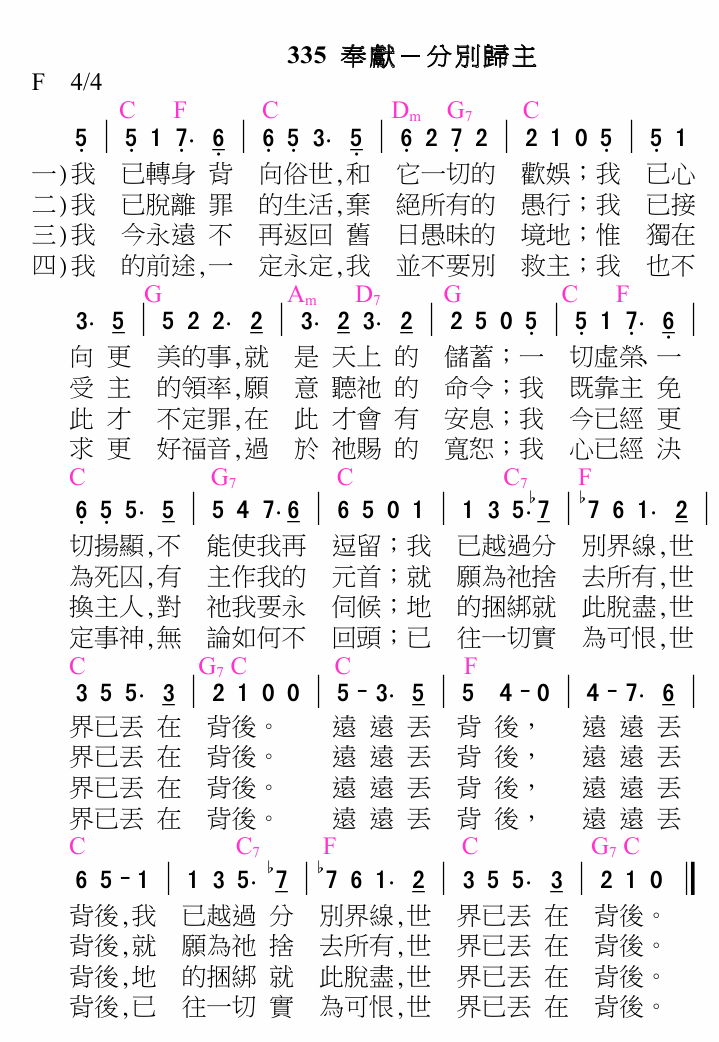 335 奉獻－分別歸主
F 4/4
C F C Dm G7 C
5 | 5 1 7. 6 | 6 5 3. 5 | 6 2 7 2 | 2 1 0 5 | 5 1
一)我 已轉身 背 向俗世,和 它一切的 歡娛；我 已心
二)我 已脫離 罪 的生活,棄 絕所有的 愚行；我 已接
三)我 今永遠 不 再返回 舊 日愚昧的 境地；惟 獨在
四)我 的前途,一 定永定,我 並不要別 救主；我 也不
G Am D7 G C F
3. 5 | 5 2 2. 2 | 3. 2 3. 2 | 2 5 0 5 | 5 1 7. 6 |
向 更 美的事,就 是 天上 的 儲蓄；一 切虛榮、一
受 主 的領率,願 意 聽祂 的 命令；我 既靠主 免
此 才 不定罪,在 此 才會 有 安息；我 今已經 更
求 更 好福音,過 於 祂賜 的 寬恕；我 心已經 決
C G7 C C7 F
6 5 5. 5 | 5 4 7. 6 | 6 5 0 1 | 1 3 5. ♭7 | ♭7 6 1. 2 |
切揚顯,不 能使我再 逗留；我 已越過分 別界線,世
為死囚,有 主作我的 元首；就 願為祂捨 去所有,世
換主人,對 祂我要永 伺候；地 的捆綁就 此脫盡,世
定事神,無 論如何不 回頭；已 往一切實 為可恨,世
C G7 C C F
3 5 5. 3 | 2 1 0 0 | 5 - 3. 5 | 5 4 - 0 | 4 - 7. 6 |
界已丟 在 背後。 遠 遠 丟 背 後， 遠 遠 丟
界已丟 在 背後。 遠 遠 丟 背 後， 遠 遠 丟
界已丟 在 背後。 遠 遠 丟 背 後， 遠 遠 丟
界已丟 在 背後。 遠 遠 丟 背 後， 遠 遠 丟
C C7 F C G7 C
6 5 - 1 | 1 3 5. ♭7 | ♭7 6 1. 2 | 3 5 5. 3 | 2 1 0 ‖
背後,我 已越過 分 別界線,世 界已丟 在 背後。
背後,就 願為祂 捨 去所有,世 界已丟 在 背後。
背後,地 的捆綁 就 此脫盡,世 界已丟 在 背後。
背後,已 往一切 實 為可恨,世 界已丟 在 背後。